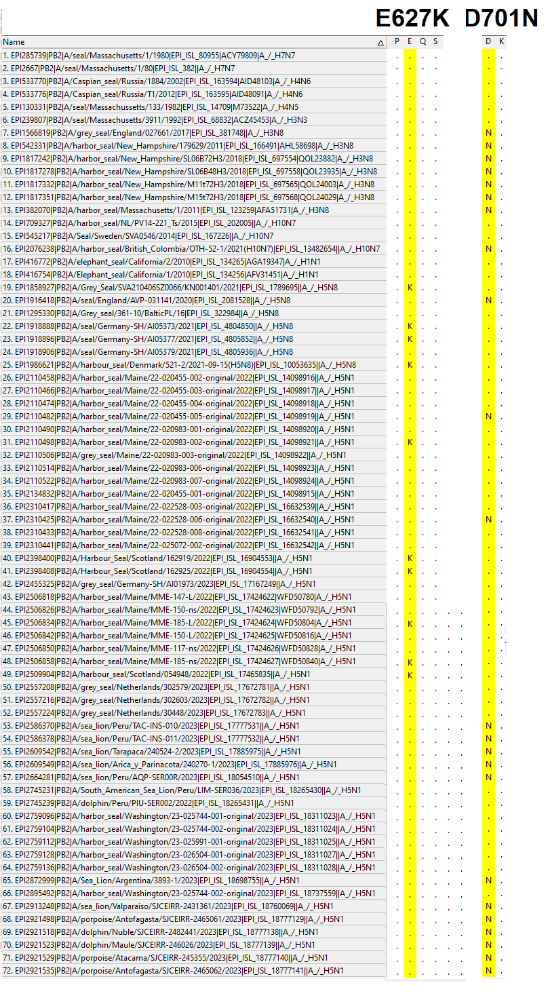 E627K D701N
Name P E Q S D K
1. EPI285739|PB2|A/seal/Massachusetts/1/1980|EPI_ISL_80955|ACY79809|A_/_H7N7 . . . . . .
2. EPI2667|PB2|A/seal/Massachusetts/1/80|EPI_ISL_382||A_/_H7N7 - - - - - -
3. EPI533770|PB2|A/Caspian_seal/Russia/1884/2002|EPI_ISL_163594|AID48103|A_/_H4N6 . . . . . .
4. EPI533776|PB2|A/Caspian_seal/Russia/T1/2012|EPI_ISL_163595|AID48091|A_/_H4N6 . . . . . .
5. EPI130331|PB2|A/seal/Massachussetts/133/1982|EPI_ISL_14709|M73522|A_/_H4N5 . . . . . .
6. EPI239807|PB2|A/seal/Massachusetts/3911/1992|EPI_ISL_68832|ACZ45453|A_/_H3N3 . . . . . .
7. EPI1566819|PB2|A/grey_seal/England/027661/2017|EPI_ISL_381748||A_/_H3N8 . . . . N .
8. EPI542331|PB2|A/harbor_seal/New_Hampshire/179629/2011|EPI_ISL_166491|AHL58698|A_/_H3N8 . . . . N .
9. EPI1817242|PB2|A/harbor_seal/New_Hampshire/SL06B72H3/2018|EPI_ISL_697554|QOL23882|A_/_H3N8 . . . . N .
10. EPI1817278|PB2|A/harbor_seal/New_Hampshire/SL06B48H3/2018|EPI_ISL_697558|QOL23935|A_/_H3N8 . . . . N .
11. EPI1817332|PB2|A/harbor_seal/New_Hampshire/M11t72H3/2018|EPI_ISL_697565|QOL24003|A_/_H3N8 . . . . N .
12. EPI1817351|PB2|A/harbor_seal/New_Hampshire/M15t72H3/2018|EPI_ISL_697568|QOL24029|A_/_H3N8 . . . . N .
13. EPI382070|PB2|A/harbor_seal/Massachusetts/1/2011|EPI_ISL_123259|AFA51731|A_/_H3N8 . . . . N .
14. EPI709327|PB2|A/harbor_seal/NL/PV14-221_Ts/2015|EPI_ISL_202005||A_/_H10N7 . . . . . .
15. EPI545217|PB2|A/Seal/Sweden/SVA0546/2014|EPI_ISL_167226||A_/_H10N7 . . . . . .
16. EPI2076238|PB2|A/harbor_seal/British_Colombia/OTH-52-1/2021(H10N7)|EPI_ISL_13482654||A_/_H10N7 . . . . N .
17. EPI416772|PB2|A/elephant_seal/California/2/2010|EPI_ISL_134265|AGA19347|A_/_H1N1 . . . . . .
18. EPI416754|PB2|A/Elephant_seal/California/1/2010|EPI_ISL_134256|AFV31451|A_/_H1N1 . . . . . .
19. EPI1858927|PB2|A/Grey_Seal/SVA210406SZ0066/KN001401/2021|EPI_ISL_1789695||A_/_H5N8 . K . . . .
20. EPI1916418|PB2|A/seal/England/AVP-031141/2020|EPI_ISL_2081528||A_/_H5N8 . . . . N .
21. EPI1295330|PB2|A/Grey_seal/361-10/BalticPL/16|EPI_ISL_322984||A_/_H5N8 . . . . . .
22. EPI1918888|PB2|A/seal/Germany-SH/AI05373/2021|EPI_ISL_4804850||A_/_H5N8 . K . . . .
23. EPI1918896|PB2|A/seal/Germany-SH/AI05377/2021|EPI_ISL_4805852||A_/_H5N8 . K . . . .
24. EPI1918906|PB2|A/seal/Germany-SH/AI05379/2021|EPI_ISL_4805936||A_/_H5N8 . . . . . .
25. EPI1986621|PB2|A/harbour_seal/Denmark/521-2/2021-09-15(H5N8)|EPI_ISL_10053635||A_/_H5N8 . K . . . .
26. EPI2110458|PB2|A/harbor_seal/Maine/22-020455-002-original/2022|EPI_ISL_14098916||A_/_H5N1 . . . . . .
27. EPI2110466|PB2|A/harbor_seal/Maine/22-020455-003-original/2022|EPI_ISL_14098917||A_/_H5N1 . . . . . .
28. EPI2110474|PB2|A/harbor_seal/Maine/22-020455-004-original/2022|EPI_ISL_14098918||A_/_H5N1 . . . . . .
29. EPI2110482|PB2|A/harbor_seal/Maine/22-020455-005-original/2022|EPI_ISL_14098919||A_/_H5N1 . . . . N .
30. EPI2110490|PB2|A/harbor_seal/Maine/22-020983-001-original/2022|EPI_ISL_14098920||A_/_H5N1 . . . . . .
31. EPI2110498|PB2|A/harbor_seal/Maine/22-020983-002-original/2022|EPI_ISL_14098921||A_/_H5N1 . K . . . .
32. EPI2110506|PB2|A/grey_seal/Maine/22-020983-003-original/2022|EPI_ISL_14098922||A_/_H5N1 . . . . . .
33. EPI2110514|PB2|A/harbor_seal/Maine/22-020983-006-original/2022|EPI_ISL_14098923||A_/_H5N1 . . . . . .
34. EPI2110522|PB2|A/harbor_seal/Maine/22-020983-007-original/2022|EPI_ISL_14098924||A_/_H5N1 . . . . . .
35. EPI2134832|PB2|A/harbor_seal/Maine/22-020455-001-original/2022|EPI_ISL_14098915||A_/_H5N1 . . . . . .
36. EPI2310417|PB2|A/harbor_seal/Maine/22-022528-003-original/2022|EPI_ISL_16632539||A_/_H5N1 . . . . . .
37. EPI2310425|PB2|A/harbor_seal/Maine/22-022528-006-original/2022|EPI_ISL_16632540||A_/_H5N1 . . . . N .
38. EPI2310433|PB2|A/harbor_seal/Maine/22-022528-008-original/2022|EPI_ISL_16632541||A_/_H5N1 . . . . . .
39. EPI2310441|PB2|A/harbor_seal/Maine/22-025072-002-original/2022|EPI_ISL_16632542||A_/_H5N1 . . . . . .
40. EPI2398400|PB2|A/Harbour_Seal/Scotland/162919/2022|EPI_ISL_16904553||A_/_H5N1 . K . . . .
41. EPI2398408|PB2|A/Harbour_Seal/Scotland/162925/2022|EPI_ISL_16904554||A_/_H5N1 . K . . . .
42. EPI2455325|PB2|A/grey_seal/Germany-SH/AI01973/2023|EPI_ISL_17167249||A_/_H5N1 . . . . . .
43. EPI2506818|PB2|A/harbor_seal/Maine/MME-147-L/2022|EPI_ISL_17424622|WFD50780|A_/_H5N1 . . . . . .
44. EPI2506826|PB2|A/harbor_seal/Maine/MME-150-ns/2022|EPI_ISL_17424623|WFD50792|A_/_H5N1 . . . . . . . .
45. EPI2506834|PB2|A/harbor_seal/Maine/MME-185-L/2022|EPI_ISL_17424624|WFD50804|A_/_H5N1 . K . . . . . .
46. EPI2506842|PB2|A/harbor_seal/Maine/MME-150-L/2022|EPI_ISL_17424625|WFD50816|A_/_H5N1 . . . . . . . .
47. EPI2506850|PB2|A/harbor_seal/Maine/MME-117-ns/2022|EPI_ISL_17424626|WFD50828|A_/_H5N1 . . . . . . . .
48. EPI2506858|PB2|A/harbor_seal/Maine/MME-185-ns/2022|EPI_ISL_17424627|WFD50840|A_/_H5N1 . K . . . . . .
49. EPI2509904|PB2|A/harbour_seal/Scotland/054948/2022|EPI_ISL_17465835||A_/_H5N1 . K . . . . . .
50. EPI2557208|PB2|A/grey_seal/Netherlands/302579/2023|EPI_ISL_17672781||A_/_H5N1 . . . . . . . .
51. EPI2557216|PB2|A/grey_seal/Netherlands/302603/2023|EPI_ISL_17672782||A_/_H5N1 . . . . . . . .
52. EPI2557224|PB2|A/grey_seal/Netherlands/30448/2023|EPI_ISL_17672783||A_/_H5N1 . . . . . . . .
53. EPI2586370|PB2|A/sea_lion/Peru/TAC-INS-010/2023|EPI_ISL_17777531||A_/_H5N1 . . . . . . N .
54. EPI2586378|PB2|A/sea_lion/Peru/TAC-INS-011/2023|EPI_ISL_17777532||A_/_H5N1 . . . . . . N .
55. EPI2609542|PB2|A/sea_lion/Tarapaca/240524-2/2023|EPI_ISL_17885975||A_/_H5N1 . . . . . . N .
56. EPI2609549|PB2|A/sea_lion/Arica_y_Parinacota/240270-1/2023|EPI_ISL_17885976||A_/_H5N1 . . . . . . N .
57. EPI2664281|PB2|A/sea_lion/Peru/AQP-SER00R/2023|EPI_ISL_18054510||A_/_H5N1 . . . . . . N .
58. EPI2745231|PB2|A/South_American_Sea_Lion/Peru/LIM-SER036/2023|EPI_ISL_18265430||A_/_H5N1 . . . . . . . .
59. EPI2745239|PB2|A/dolphin/Peru/PIU-SER002/2022|EPI_ISL_18265431||A_/_H5N1 . . . . . . . .
60. EPI2759096|PB2|A/harbor_seal/Washington/23-025744-001-original/2023|EPI_ISL_18311023||A_/_H5N1 . . . . . . . .
61. EPI2759104|PB2|A/harbor_seal/Washington/23-025744-002-original/2023|EPI_ISL_18311024||A_/_H5N1 . . . . . . . .
62. EPI2759112|PB2|A/harbor_seal/Washington/23-025991-001-original/2023|EPI_ISL_18311025||A_/_H5N1 . . . . . . . .
63. EPI2759128|PB2|A/harbor_seal/Washington/23-026504-001-original/2023|EPI_ISL_18311027||A_/_H5N1 . . . . . . . .
64. EPI2759136|PB2|A/harbor_seal/Washington/23-026504-002-original/2023|EPI_ISL_18311028||A_/_H5N1 . . . . . . . .
65. EPI2872999|PB2|A/Sea_Lion/Argentina/3893-1/2023|EPI_ISL_18698755||A_/_H5N1 . . . . . . N .
66. EPI2895492|PB2|A/harbor_seal/Washington/23-025744-002-original/2023|EPI_ISL_18737559||A_/_H5N1 . . . . . . . .
67. EPI2913248|PB2|A/sea_lion/Valparaiso/SJCEIRR-2431361/2023|EPI_ISL_18760069||A_/_H5N1 . . . . . . N .
68. EPI2921498|PB2|A/porpoise/Antofagasta/SJCEIRR-2465061/2023|EPI_ISL_18777129||A_/_H5N1 . . . . . . N .
69. EPI2921518|PB2|A/dolphin/Nuble/SJCEIRR-2482441/2023|EPI_ISL_18777138||A_/_H5N1 . . . . . . N .
70. EPI2921523|PB2|A/dolphin/Maule/SJCEIRR-246026/2023|EPI_ISL_18777139||A_/_H5N1 . . . . . . N .
71. EPI2921529|PB2|A/porpoise/Atacama/SJCEIRR-245355/2023|EPI_ISL_18777140||A_/_H5N1 . . . . . . N .
72. EPI2921535|PB2|A/porpoise/Antofagasta/SJCEIRR-2465062/2023|EPI_ISL_18777141||A_/_H5N1 . . . . . . N .